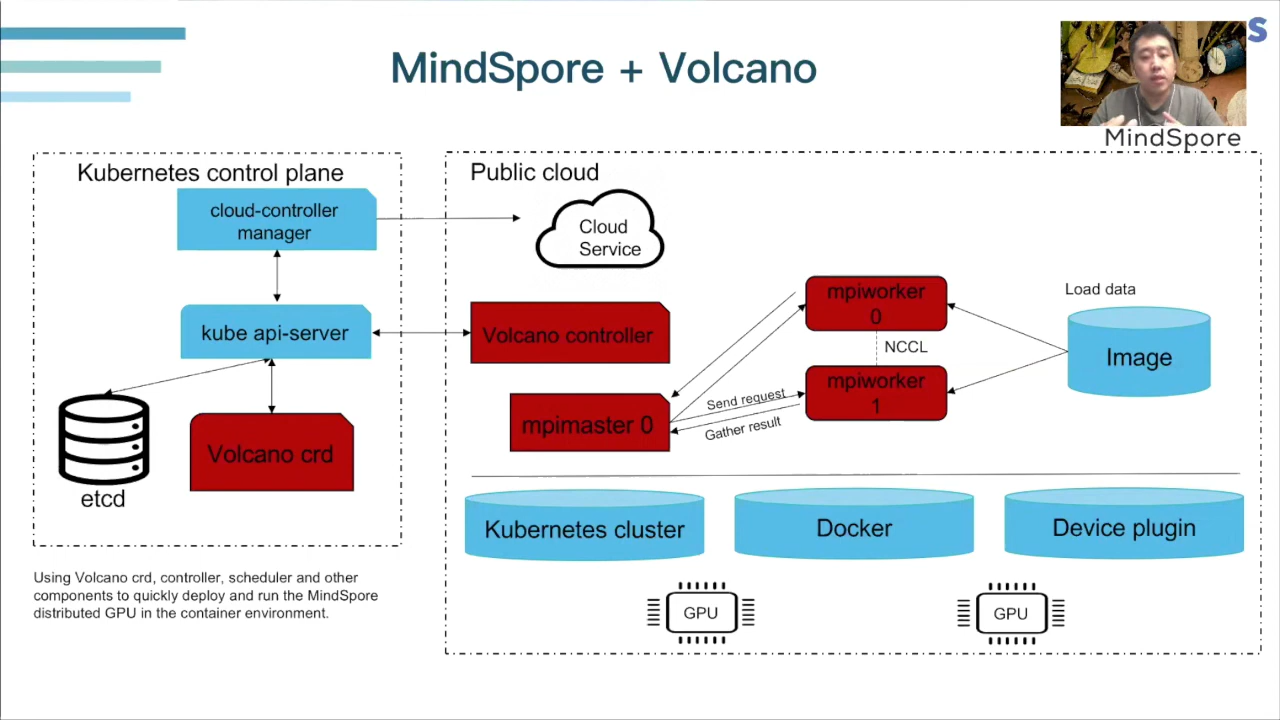 MindSpore + Volcano
S
MindSpore
Kubernetes control plane
cloud-controller
manager
kube api-server
etcd
Volcano crd
Using Volcano crd, controller, scheduler and other
components to quickly deploy and run the MindSpore
distributed GPU in the container environment.
Public cloud
Cloud
Service
Volcano controller
mpimaster 0
Send request
Gather result
mpiworker
0
NCCL
mpiworker
1
Load data
Image
Kubernetes cluster
Docker
Device plugin
GPU
GPU